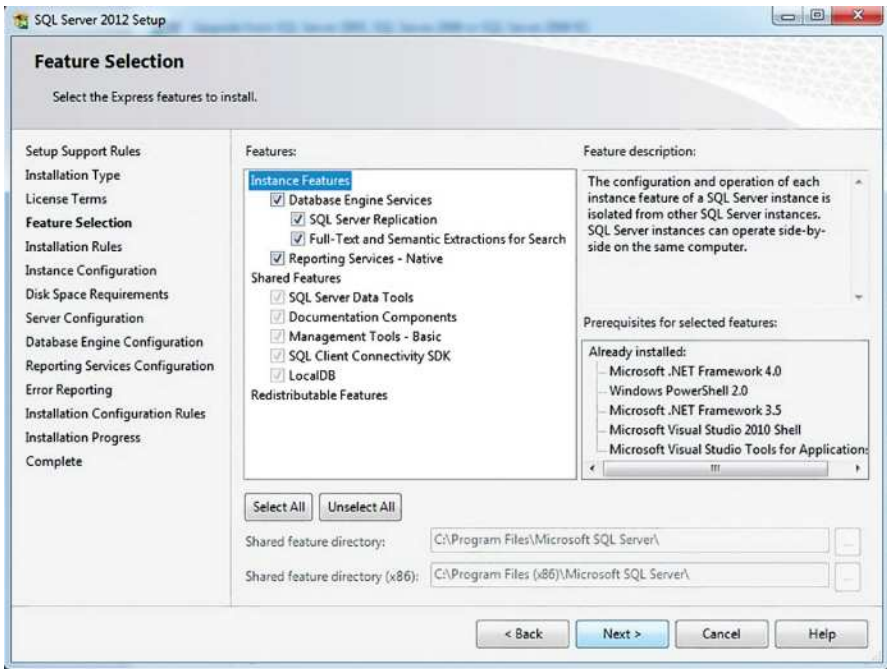 SQL Server 2012 Setup
Feature Selection
Select the Express features to install.
Setup Support Rules
Installation Type
License Terms
Feature Selection
Installation Rules
Instance Configuration
Disk Space Requirements
Server Configuration
Database Engine Configuration
Reporting Services Configuration
Error Reporting
Installation Configuration Rules
Installation Progress
Complete
Features:
Instance Features
Database Engine Services
SQL Server Replication
Full-Text and Semantic Extractions for Search
Reporting Services - Native
Shared Features
SQL Server Data Tools
Documentation Components
Management Tools - Basic
SQL Client Connectivity SDK
LocalDB
Redistributable Features
Feature description:
The configuration and operation of each
instance feature of a SQL Server instance is
isolated from other SQL Server instances.
SQL Server instances can operate side-by-
side on the same computer.
Prerequisites for selected features:
Already installed:
Microsoft .NET Framework 4.0
Windows PowerShell 2.0
Microsoft .NET Framework 3.5
Microsoft Visual Studio 2010 Shell
Microsoft Visual Studio Tools for Application
Select All
Unselect All
Shared feature directory:
C:\Program Files\Microsoft SQL Server\
...
Shared feature directory (x86):
C:\Program Files (x86)\Microsoft SQL Server\
...
< Back
Next >
Cancel
Help